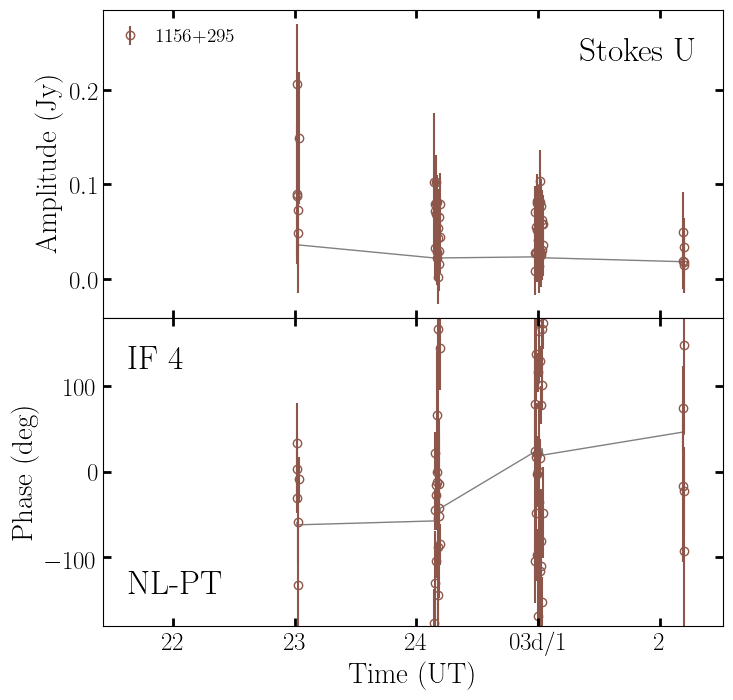 1156+295
Stokes U
Amplitude (Jy)
0.2
0.1
0.0
IF 4
NL-PT
Phase (deg)
100
0
−100
22 23 24 03d/1 2
Time (UT)